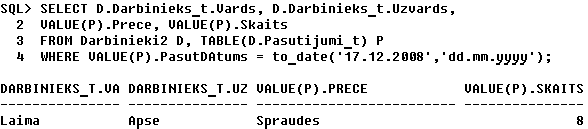 SQL> SELECT D.Darbinieks_t.Vards, D.Darbinieks_t.Uzvards,
2 VALUE(P).Prece, VALUE(P).Skaits
3 FROM Darbinieki2 D, TABLE(D.Pasutijumi_t) P
4 WHERE VALUE(P).PasutDAtums = to_date('17.12.2008','dd.mm.yyyy');
DARBINIEKS_T.VA DARBINIEKS_T.UZ VALUE(P).PRECE VALUE(P).SKAITS
--------------- --------------- ------------------------- ---------------
Laima Apse Spraudes 8